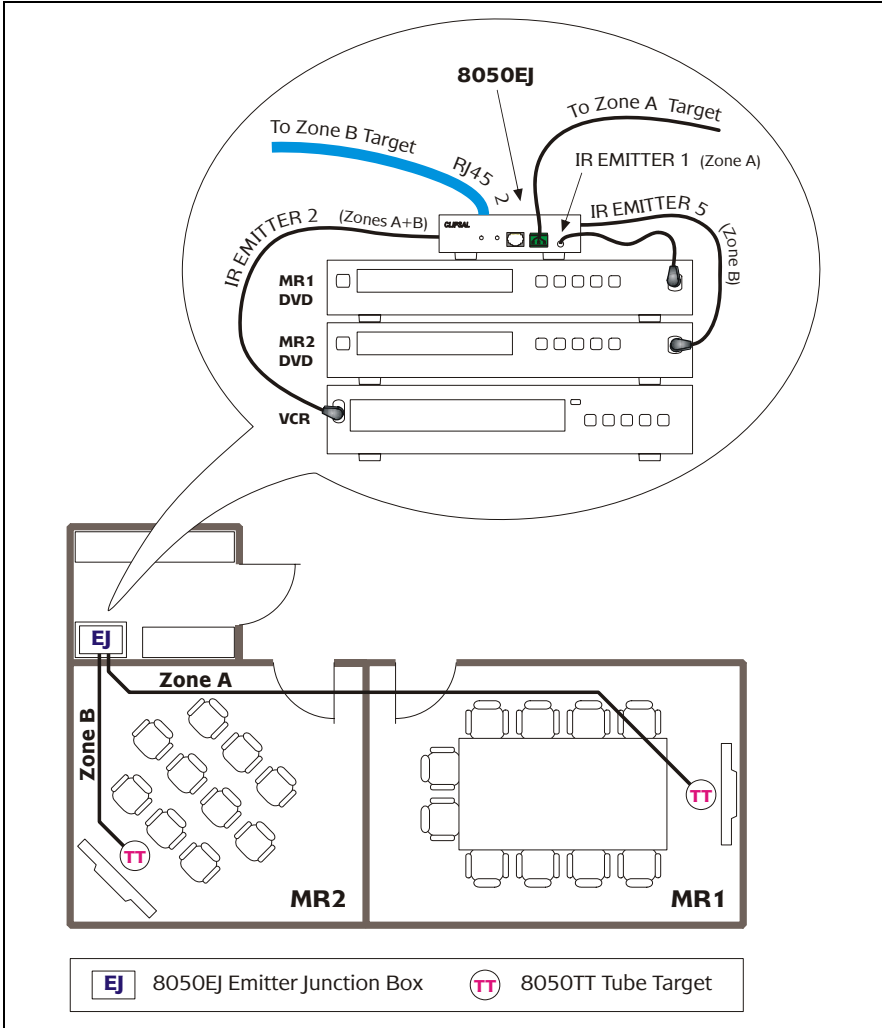 8050EJ
To Zone A Target
To Zone B Target
RJ45 2
IR EMITTER 1 (Zone A)
IR EMITTER 2 (Zones A+B)
IR EMITTER 5 (Zone B)
CLIPSAL
MR1
DVD
MR2
DVD
VCR
EJ
Zone A
Zone B
TT
TT
MR2
MR1
EJ 8050EJ Emitter Junction Box
TT 8050TT Tube Target